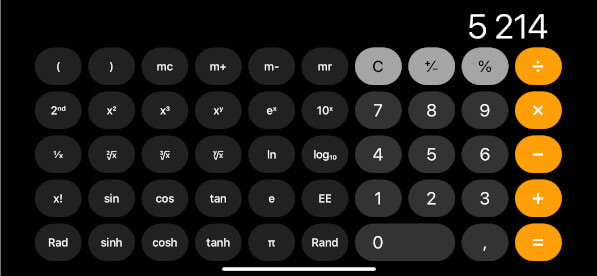 5 214
( ) mc m+ m- mr C ⁺∕₋ % ÷
2ⁿᵈ x² x³ xʸ eˣ 10ˣ 7 8 9 ×
¹∕ₓ ²√x ³√x ʸ√x ln log₁₀ 4 5 6 −
x! sin cos tan e EE 1 2 3 +
Rad sinh cosh tanh π Rand 0 , =